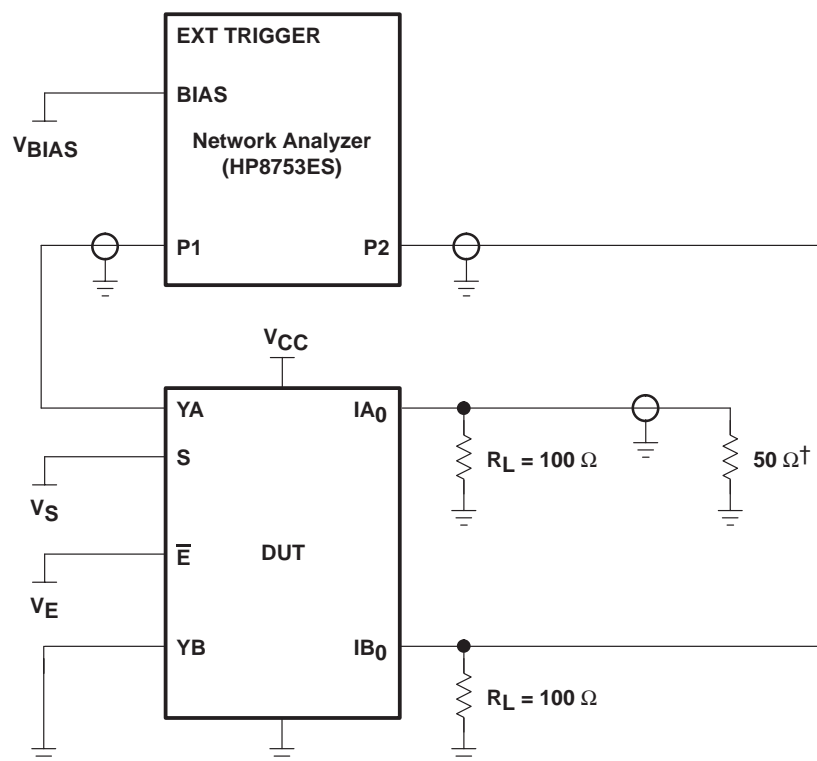 EXT TRIGGER
BIAS
VBIAS
Network Analyzer
(HP8753ES)
P1
P2
VCC
YA
IA0
S
RL = 100 Ω
50 Ω†
VS
E̅
DUT
VE
YB
IB0
RL = 100 Ω